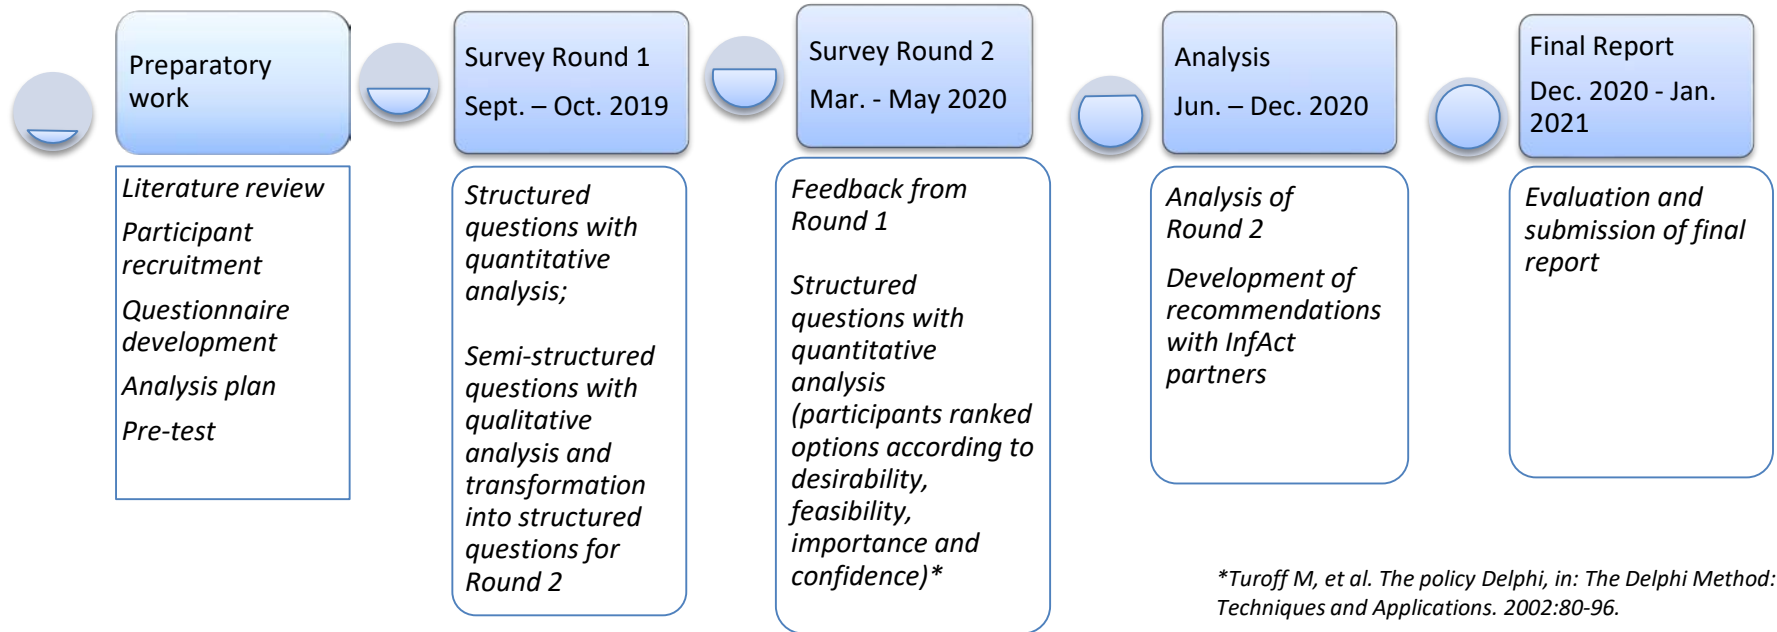 Preparatory
work
Literature review
Participant
recruitment
Questionnaire
development
Analysis plan
Pre-test
Survey Round 1
Sept. – Oct. 2019
Structured
questions with
quantitative
analysis;
Semi-structured
questions with
qualitative
analysis and
transformation
into structured
questions for
Round 2
Survey Round 2
Mar. - May 2020
Feedback from
Round 1
Structured
questions with
quantitative
analysis
(participants ranked
options according to
desirability,
feasibility,
importance and
confidence)*
Analysis
Jun. – Dec. 2020
Analysis of
Round 2
Development of
recommendations
with InfAct
partners
Final Report
Dec. 2020 - Jan.
2021
Evaluation and
submission of final
report
*Turoff M, et al. The policy Delphi, in: The Delphi Method:
Techniques and Applications. 2002:80-96.